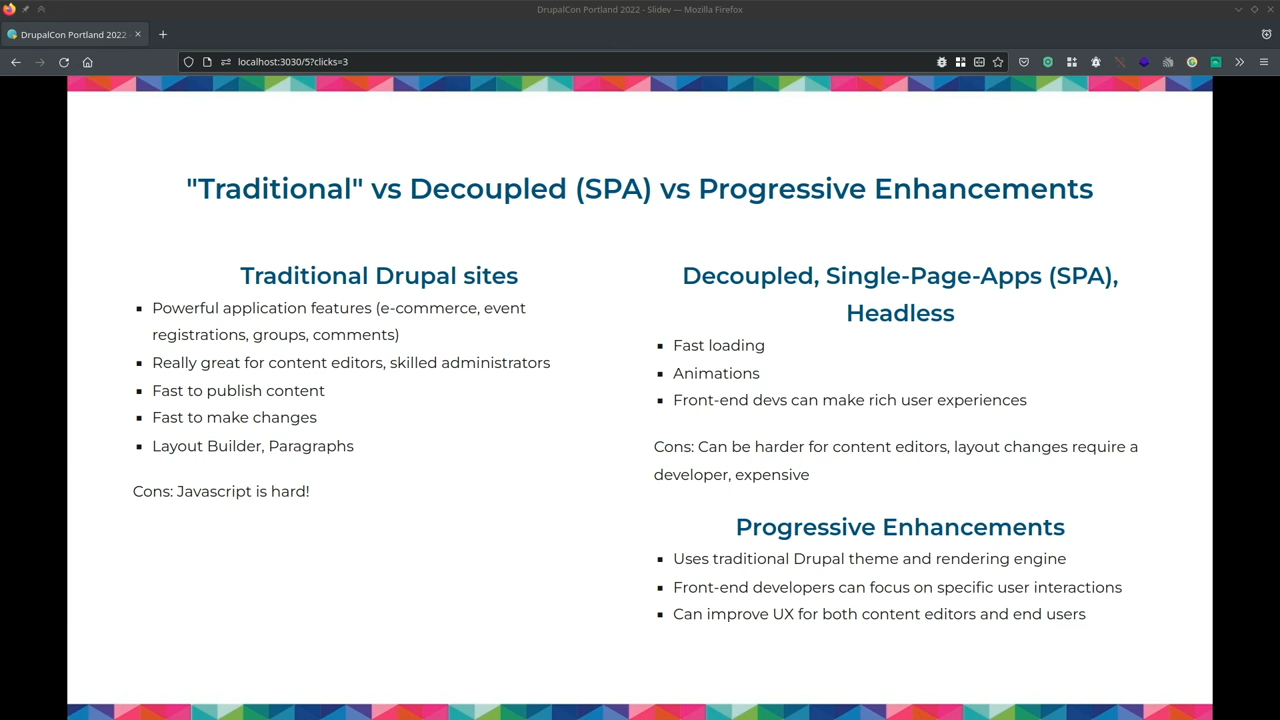 DrupalCon Portland 2022 - Slidev — Mozilla Firefox
DrupalCon Portland 2022
localhost:3030/5?clicks=3
"Traditional" vs Decoupled (SPA) vs Progressive Enhancements
Traditional Drupal sites
▪ Powerful application features (e-commerce, event
registrations, groups, comments)
▪ Really great for content editors, skilled administrators
▪ Fast to publish content
▪ Fast to make changes
▪ Layout Builder, Paragraphs
Cons: Javascript is hard!
Decoupled, Single-Page-Apps (SPA),
Headless
▪ Fast loading
▪ Animations
▪ Front-end devs can make rich user experiences
Cons: Can be harder for content editors, layout changes require a
developer, expensive
Progressive Enhancements
▪ Uses traditional Drupal theme and rendering engine
▪ Front-end developers can focus on specific user interactions
▪ Can improve UX for both content editors and end users